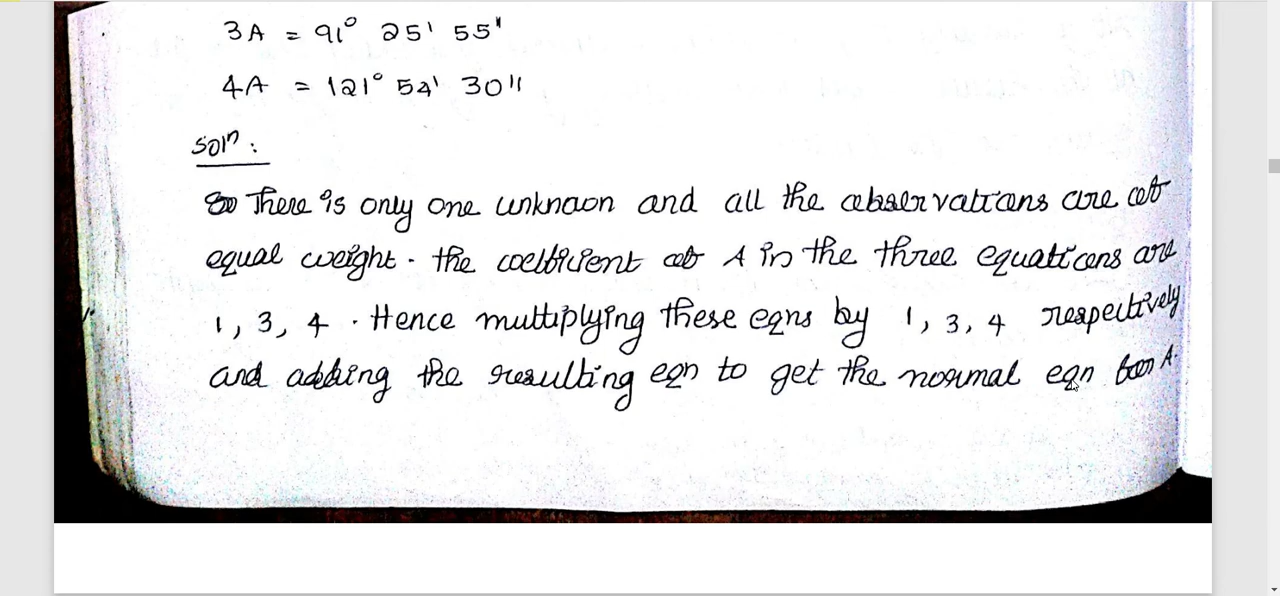 3A = 91° 25' 55"
4A = 121° 54' 30"
Soln :
There is only one unknown and all the observations are of
equal weight. the coefficient of A in the three equations are
1, 3, 4. Hence multiplying these eqns by 1, 3, 4 respectively
and adding the resulting eqn to get the normal eqn for A.